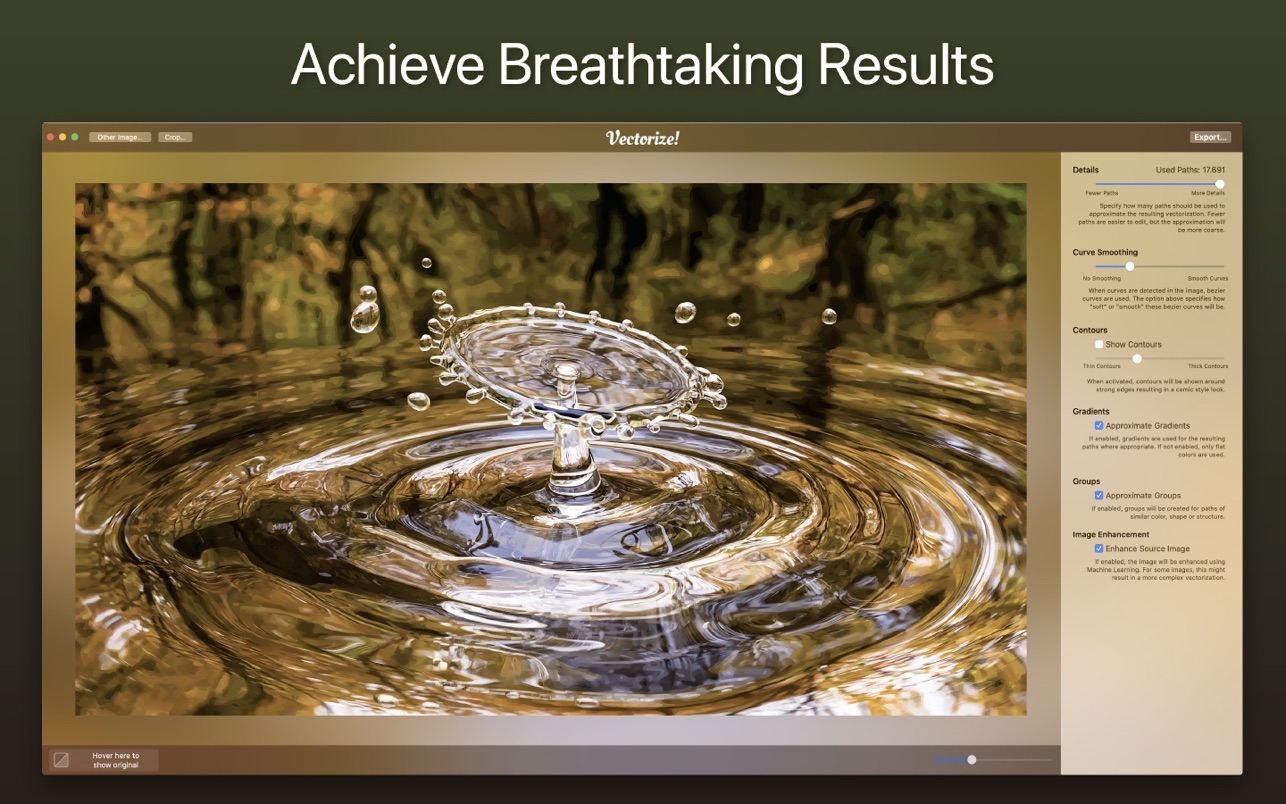 Achieve Breathtaking Results
Other Image...
Crop...
Vectorize!
Export...
Details
Used Paths: 17.691
Fewer Paths
More Details
Specify how many paths should be used to
approximate the resulting vectorization. Fewer
paths are easier to edit, but the approximation will
be more coarse.
Curve Smoothing
No Smoothing
Smooth Curves
When curves are detected in the image, bezier
curves are used. The option above specifies how
"soft" or "smooth" these bezier curves will be.
Contours
Show Contours
Thin Contours
Thick Contours
When activated, contours will be shown around
strong edges resulting in a comic style look.
Gradients
Approximate Gradients
If enabled, gradients are used for the resulting
paths where appropriate. If not enabled, only flat
colors are used.
Groups
Approximate Groups
If enabled, groups will be created for paths of
similar color, shape or structure.
Image Enhancement
Enhance Source Image
If enabled, the image will be enhanced using
Machine Learning. For some images, this might
result in a more complex vectorization.
Hover here to
show original